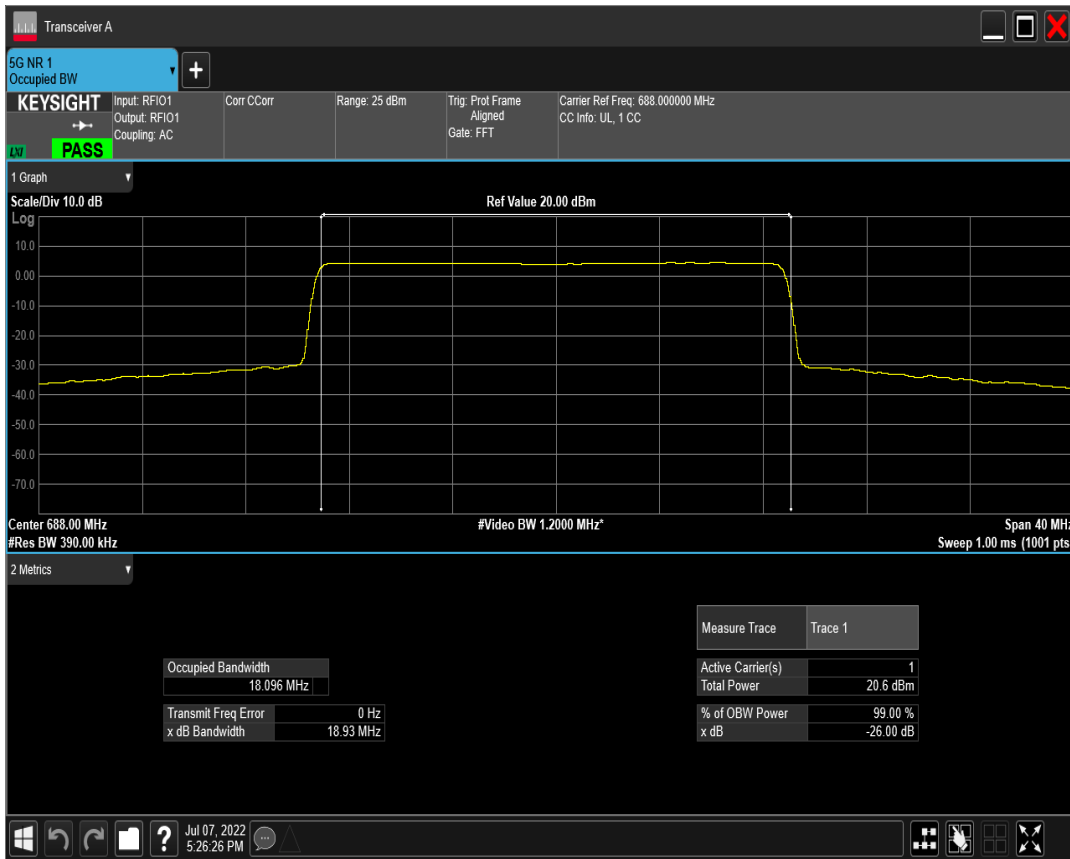 Transceiver A
5G NR 1
Occupied BW
KEYSIGHT
LXI
PASS
Input: RFIO1
Output: RFIO1
Coupling: AC
Corr CCorr
Range: 25 dBm
Trig: Prot Frame
Aligned
Gate: FFT
Carrier Ref Freq: 688.000000 MHz
CC Info: UL, 1 CC
1 Graph
Scale/Div 10.0 dB
Ref Value 20.00 dBm
Log
10.0
0.00
-10.0
-20.0
-30.0
-40.0
-50.0
-60.0
-70.0
Center 688.00 MHz
#Video BW 1.2000 MHz*
Span 40 MHz
#Res BW 390.00 kHz
Sweep 1.00 ms (1001 pts
2 Metrics
Measure Trace Trace 1
Occupied Bandwidth
18.096 MHz
Active Carrier(s) 1
Total Power 20.6 dBm
Transmit Freq Error 0 Hz
x dB Bandwidth 18.93 MHz
% of OBW Power 99.00 %
x dB -26.00 dB
?
Jul 07, 2022
5:26:26 PM